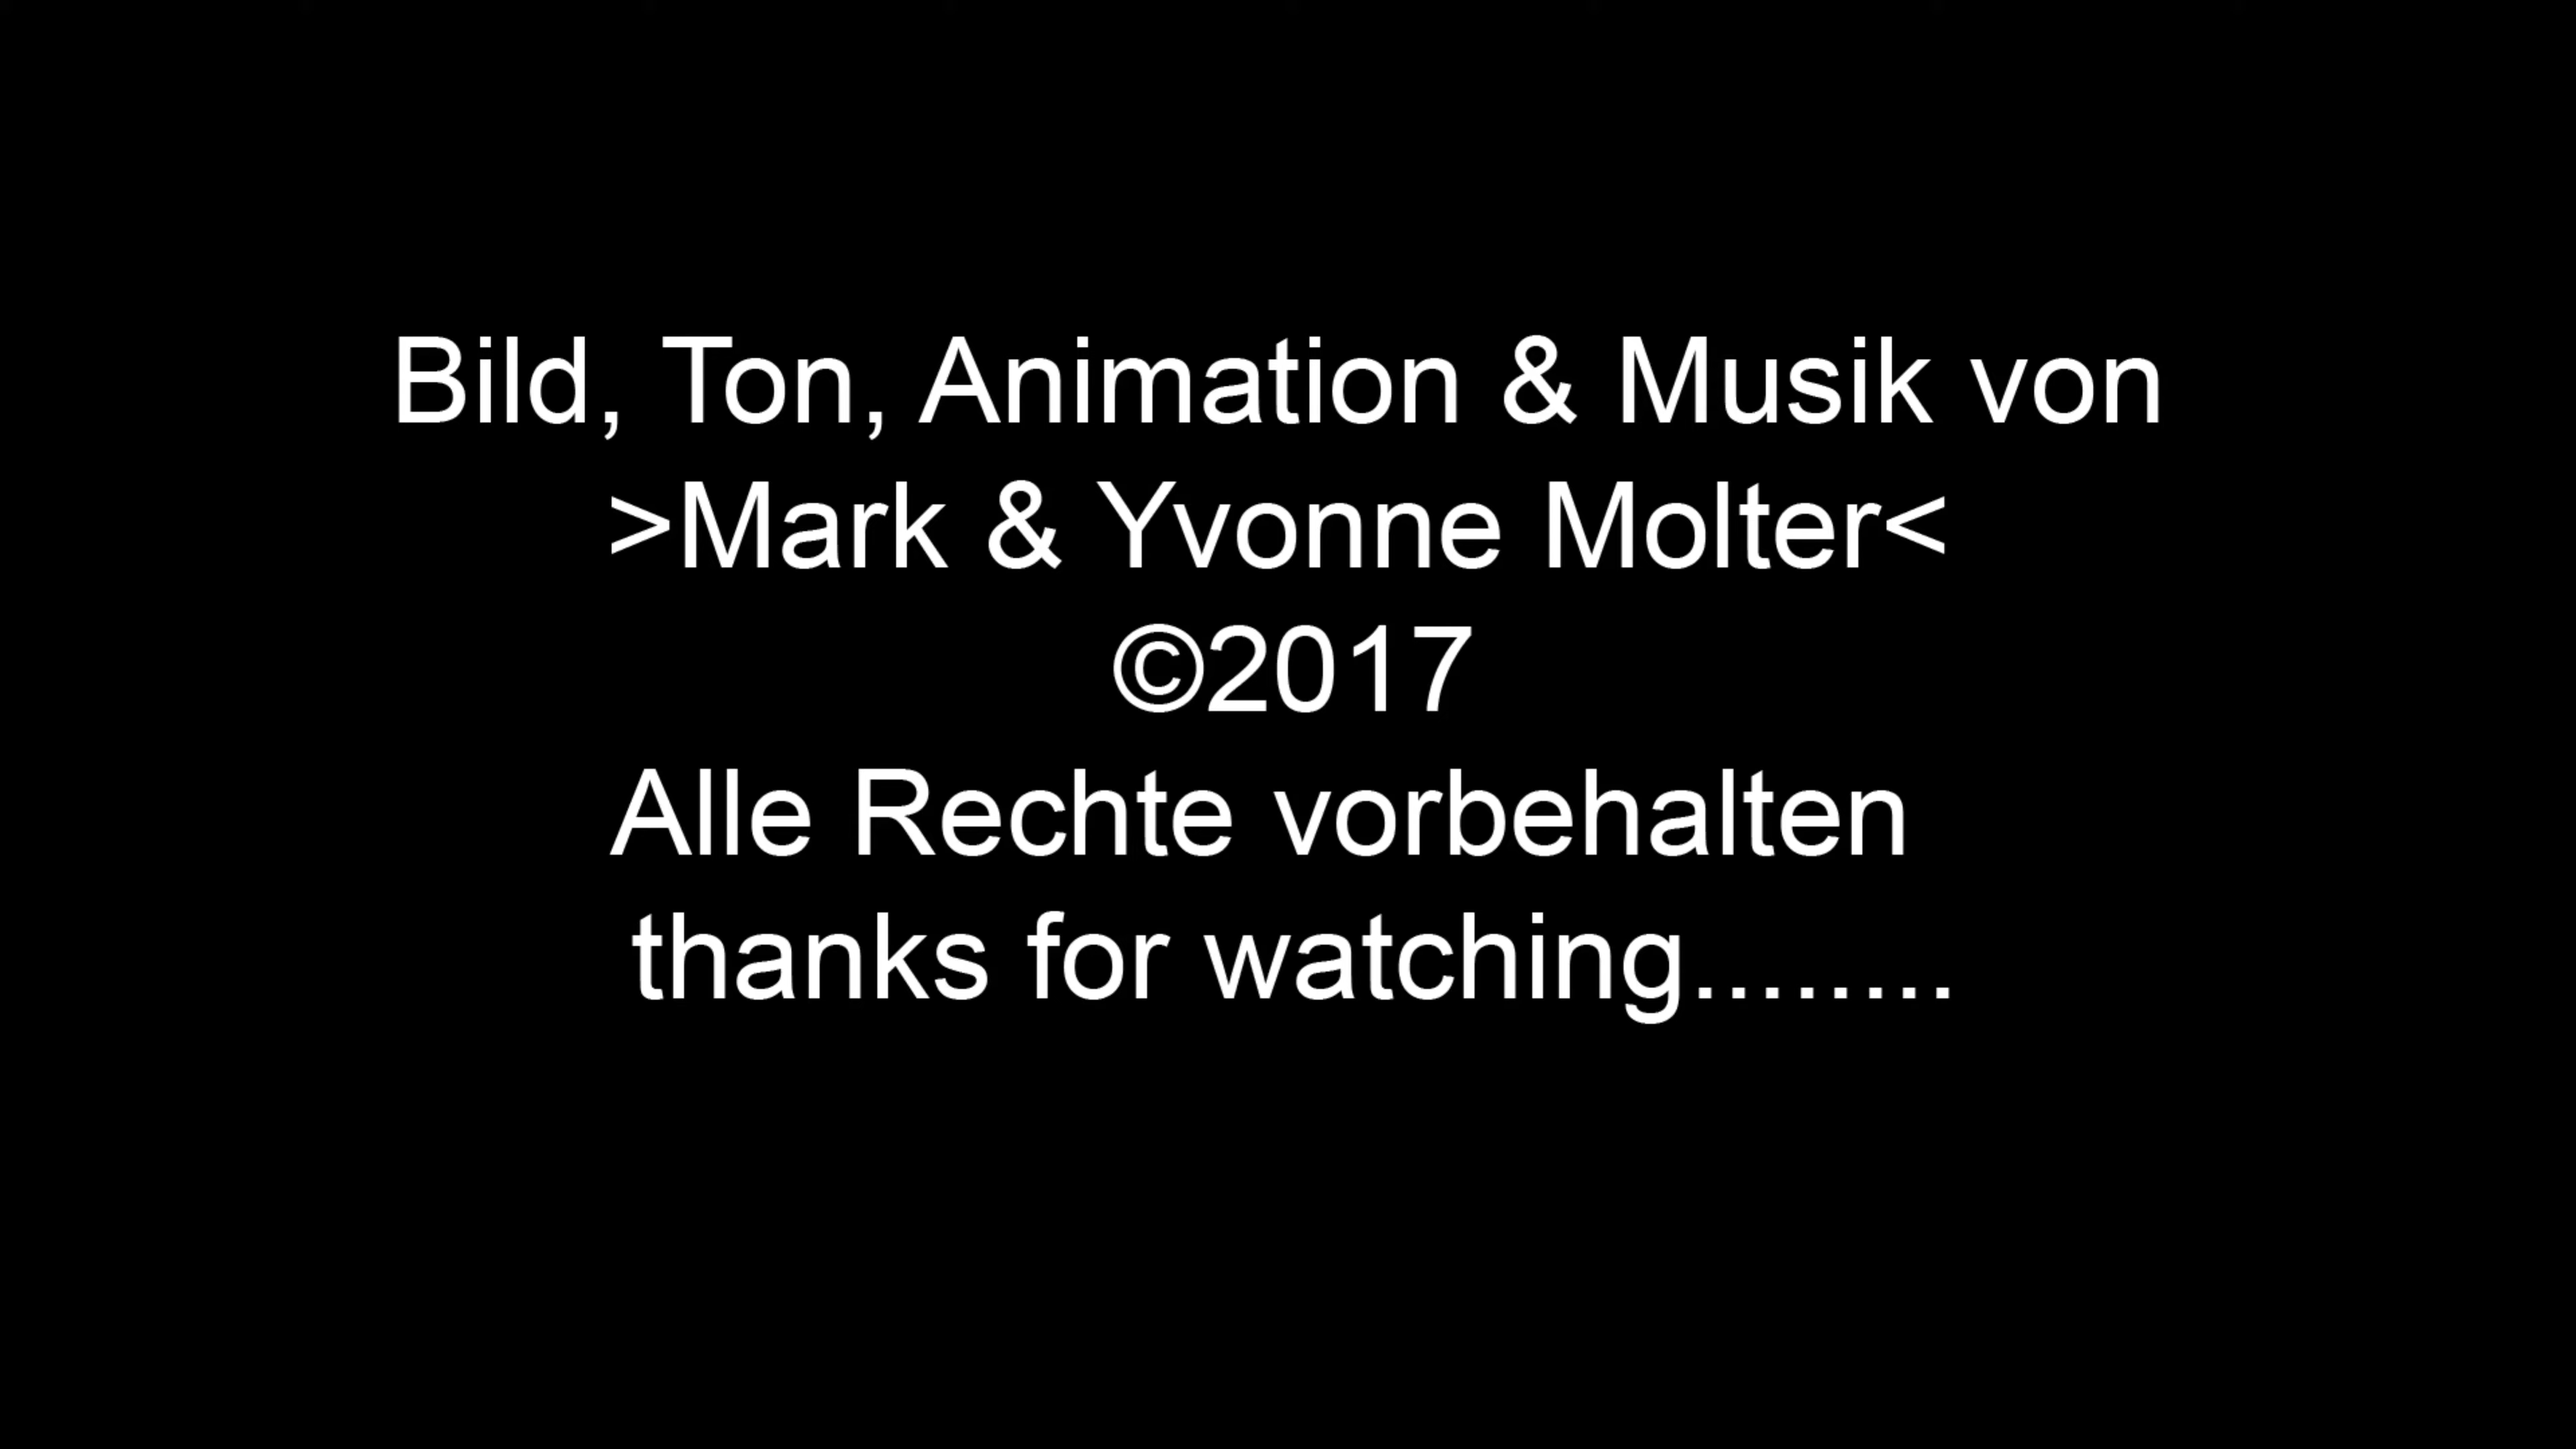 Bild, Ton, Animation & Musik von
>Mark & Yvonne Molter<
©2017
Alle Rechte vorbehalten
thanks for watching........